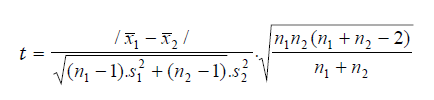 t = / x̄₁ − x̄₂ / / √((n₁ − 1).s₁² + (n₂ − 1).s₂²) . √(n₁n₂(n₁ + n₂ − 2) / (n₁ + n₂))